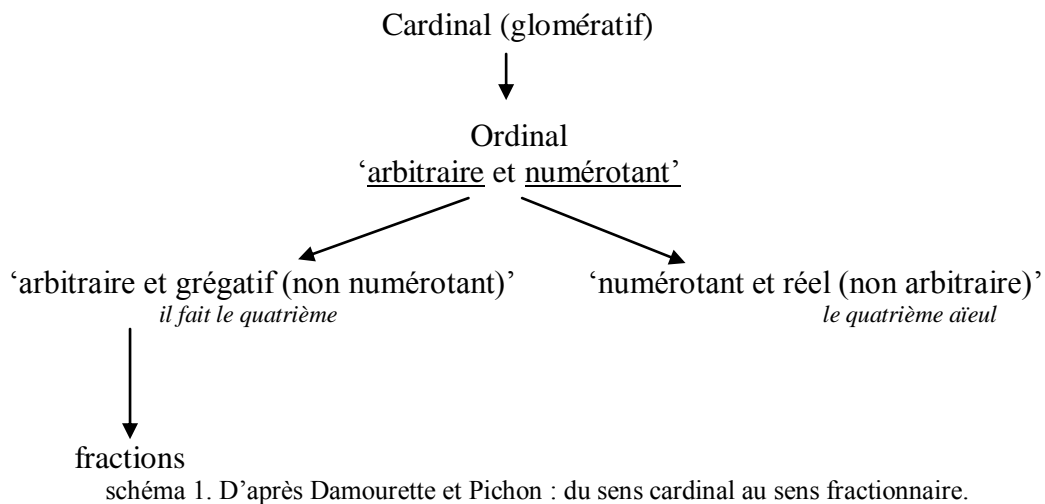 Cardinal (glomératif)
Ordinal
‘arbitraire et numérotant’
‘arbitraire et grégatif (non numérotant)’ ‘numérotant et réel (non arbitraire)’
il fait le quatrième le quatrième aïeul
fractions
schéma 1. D’après Damourette et Pichon : du sens cardinal au sens fractionnaire.